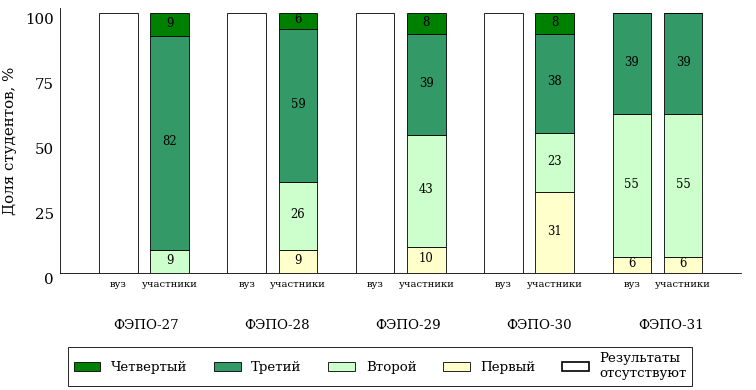 Доля студентов, %
100
75
50
25
0
9 6 8 8
82 59 39 38 39 39
9 26 43 23 55 55
9 10 31 6 6
вуз участники вуз участники вуз участники вуз участники вуз участники
ФЭПО-27 ФЭПО-28 ФЭПО-29 ФЭПО-30 ФЭПО-31
Четвертый Третий Второй Первый Результаты
отсутствуют